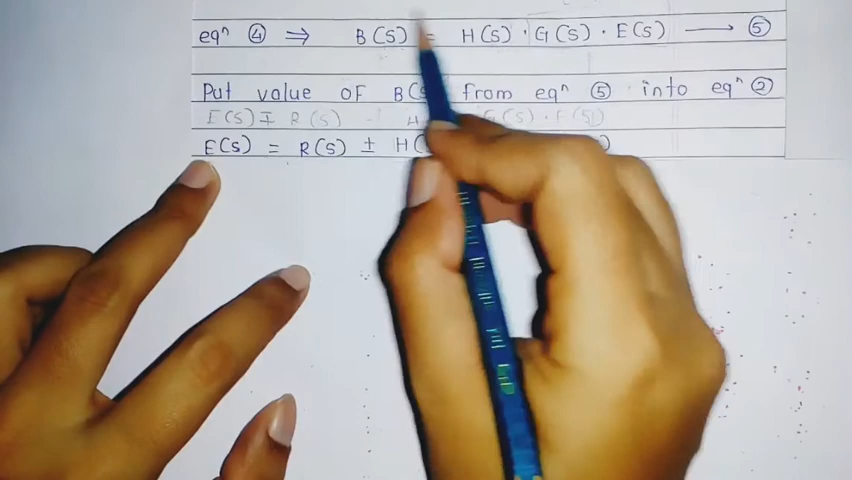 eqⁿ ④ ⇒ B(S) = H(S) · G(S) · E(S) ⟶ ⑤
Put value OF B(S from eqⁿ ⑤ into eqⁿ ②
E(S) ∓ R(S) H G(S) · E(S)
E(S) = R(S) ± H( )